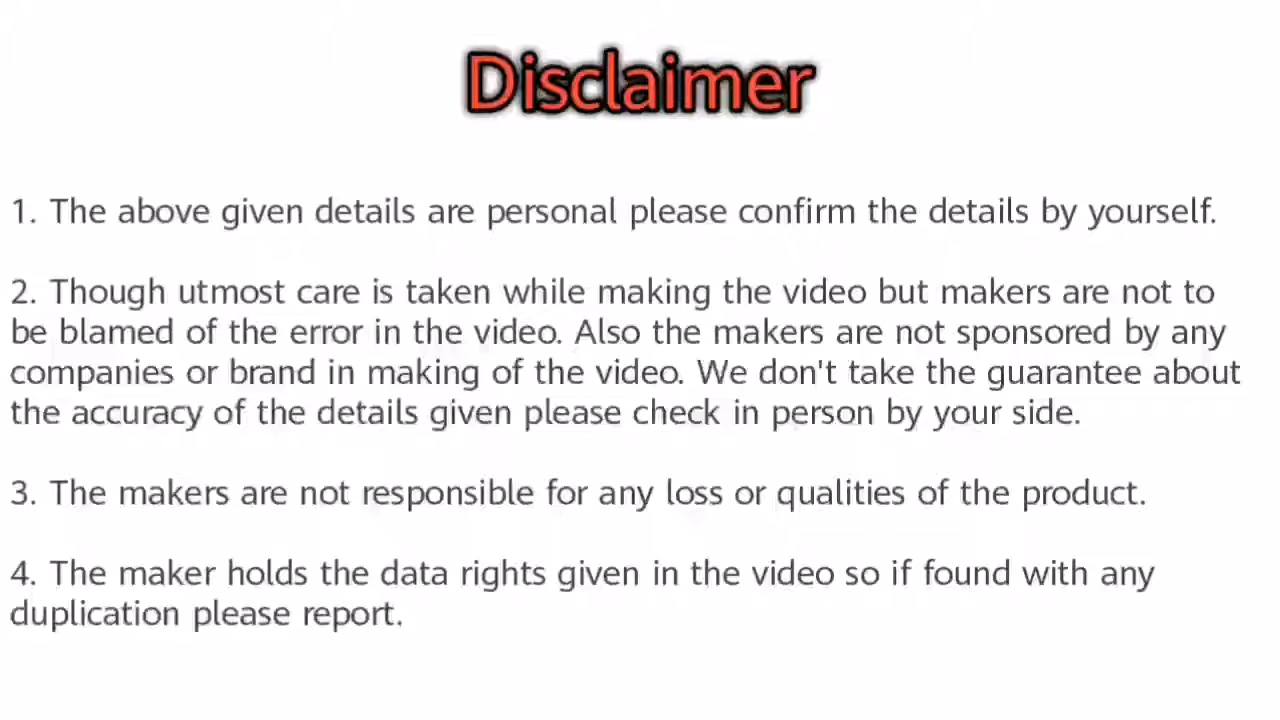 Disclaimer
1. The above given details are personal please confirm the details by yourself.
2. Though utmost care is taken while making the video but makers are not to
be blamed of the error in the video. Also the makers are not sponsored by any
companies or brand in making of the video. We don't take the guarantee about
the accuracy of the details given please check in person by your side.
3. The makers are not responsible for any loss or qualities of the product.
4. The maker holds the data rights given in the video so if found with any
duplication please report.